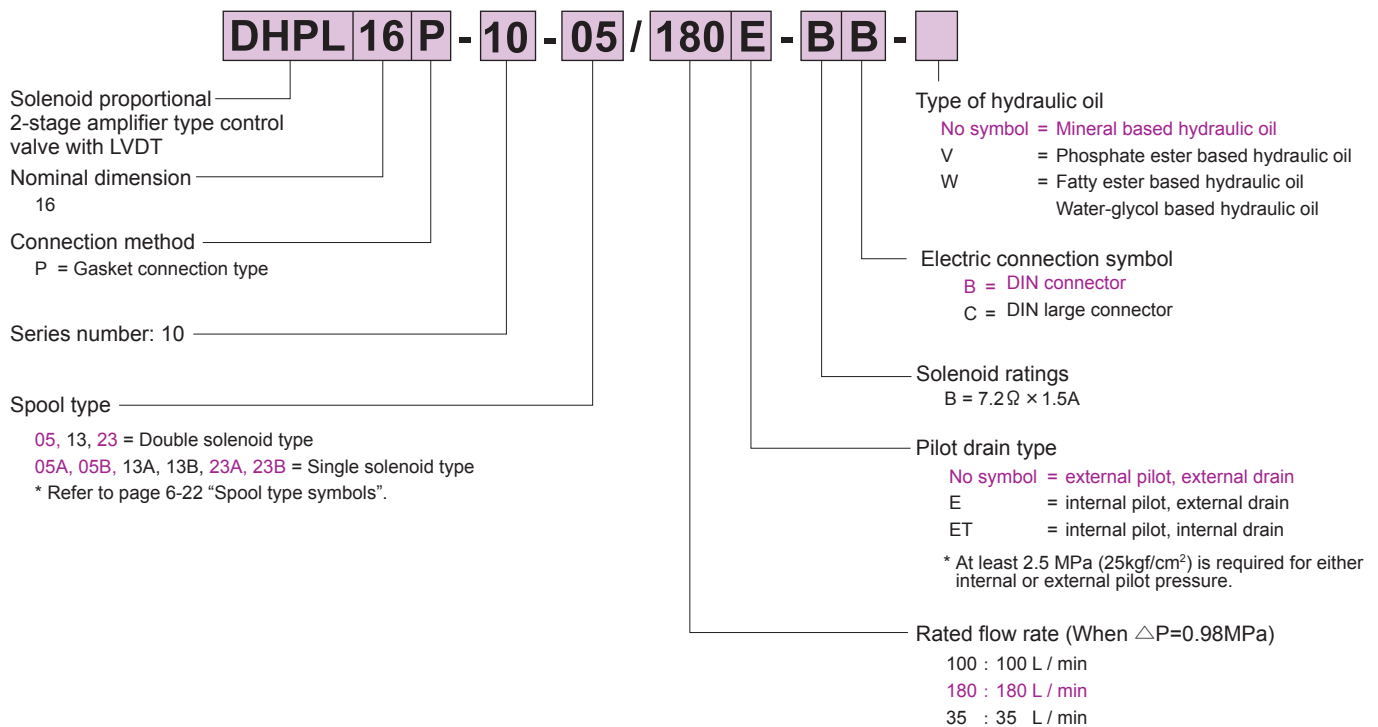 DHPL 16 P - 10 - 05 / 180 E - B B -
Solenoid proportional
2-stage amplifier type control
valve with LVDT
Nominal dimension
16
Connection method
P = Gasket connection type
Series number: 10
Spool type
05, 13, 23 = Double solenoid type
05A, 05B, 13A, 13B, 23A, 23B = Single solenoid type
* Refer to page 6-22 “Spool type symbols”.
Type of hydraulic oil
No symbol = Mineral based hydraulic oil
V = Phosphate ester based hydraulic oil
W = Fatty ester based hydraulic oil
Water-glycol based hydraulic oil
Electric connection symbol
B = DIN connector
C = DIN large connector
Solenoid ratings
B = 7.2Ω × 1.5A
Pilot drain type
No symbol = external pilot, external drain
E = internal pilot, external drain
ET = internal pilot, internal drain
* At least 2.5 MPa (25kgf/cm²) is required for either
internal or external pilot pressure.
Rated flow rate (When △P=0.98MPa)
100 : 100 L / min
180 : 180 L / min
35 : 35 L / min